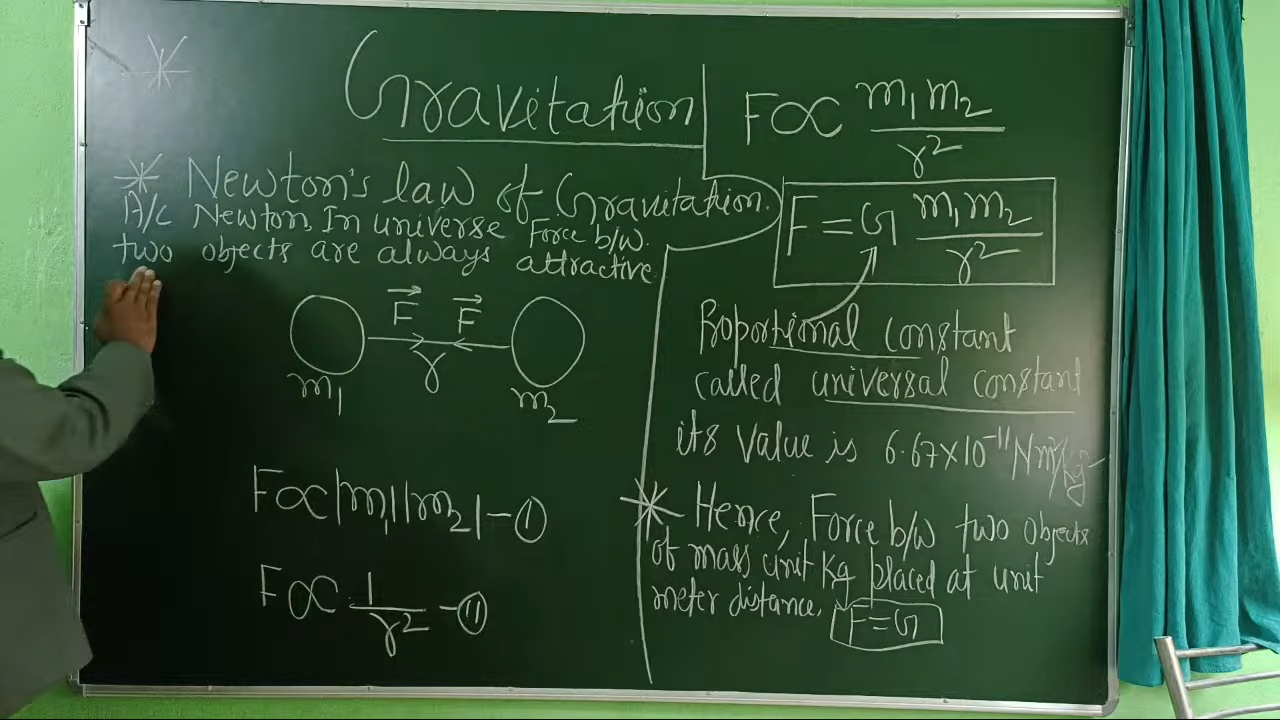 Gravitation
* Newton's law of Gravitation.
A/c Newton, In universe Force b/w.
two objects are always attractive.
F F
r
m₁ m₂
F ∝ |m₁||m₂| - ①
F ∝ 1/r² - ⑪
F ∝ m₁m₂/r²
F = G m₁m₂/r²
Proportional constant
called universal constant
its value is 6.67×10⁻¹¹ Nm²/kg
* Hence, Force b/w two objects
of mass unit Kg placed at unit
meter distance.
F=G